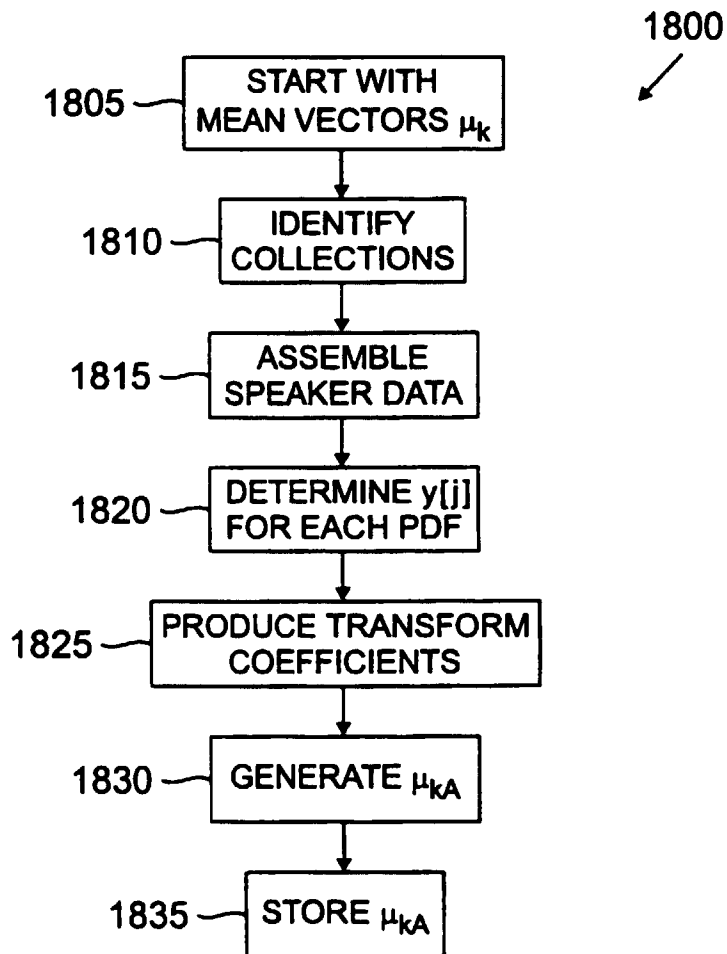 1800
1805
START WITH
MEAN VECTORS μk
1810
IDENTIFY
COLLECTIONS
1815
ASSEMBLE
SPEAKER DATA
1820
DETERMINE y[j]
FOR EACH PDF
1825
PRODUCE TRANSFORM
COEFFICIENTS
1830
GENERATE μkA
1835
STORE μkA